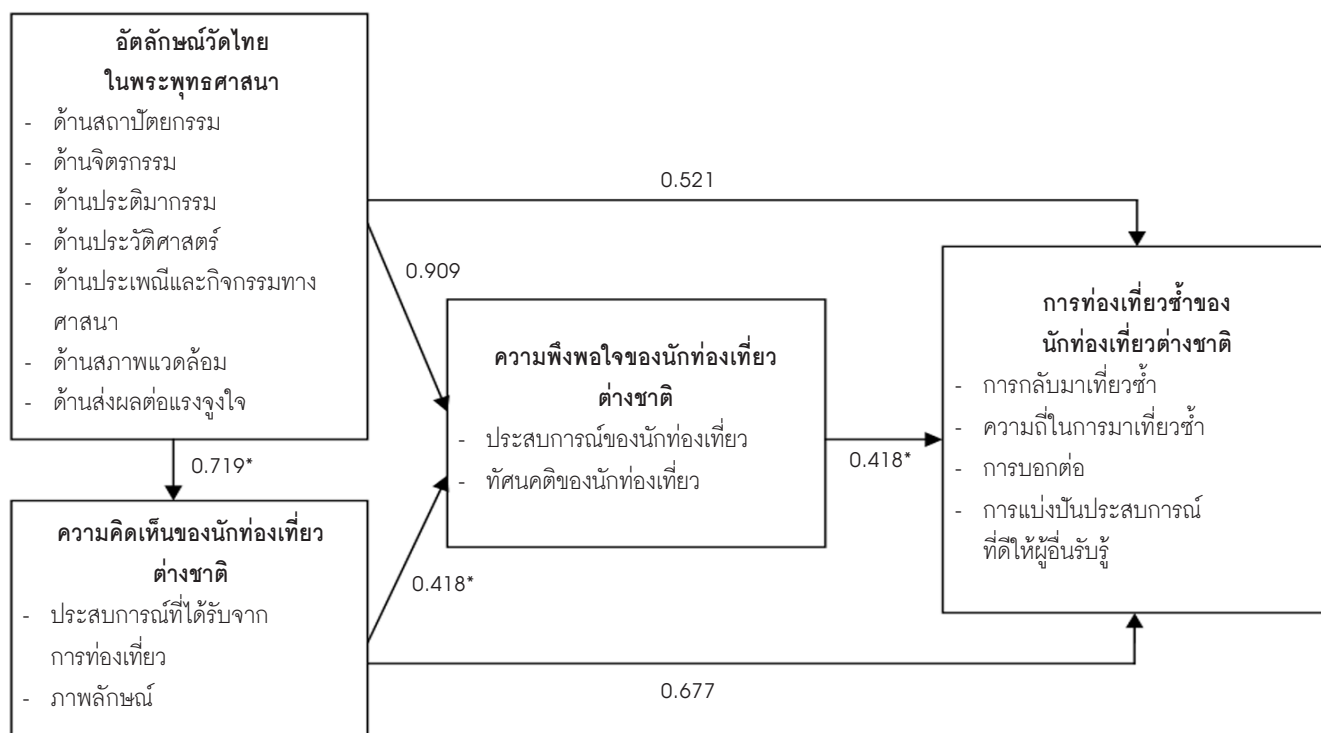 อัตลักษณ์วัดไทย
ในพระพุทธศาสนา
- ด้านสถาปัตยกรรม
- ด้านจิตรกรรม
- ด้านประติมากรรม
- ด้านประวัติศาสตร์
- ด้านประเพณีและกิจกรรมทาง
ศาสนา
- ด้านสภาพแวดล้อม
- ด้านส่งผลต่อแรงจูงใจ
0.521
0.909
0.719*
ความพึงพอใจของนักท่องเที่ยว
ต่างชาติ
- ประสบการณ์ของนักท่องเที่ยว
- ทัศนคติของนักท่องเที่ยว
0.418*
การท่องเที่ยวซ้ำของ
นักท่องเที่ยวต่างชาติ
- การกลับมาเที่ยวซ้ำ
- ความถี่ในการมาเที่ยวซ้ำ
- การบอกต่อ
- การแบ่งปันประสบการณ์
ที่ดีให้ผู้อื่นรับรู้
ความคิดเห็นของนักท่องเที่ยว
ต่างชาติ
- ประสบการณ์ที่ได้รับจาก
การท่องเที่ยว
- ภาพลักษณ์
0.418*
0.677